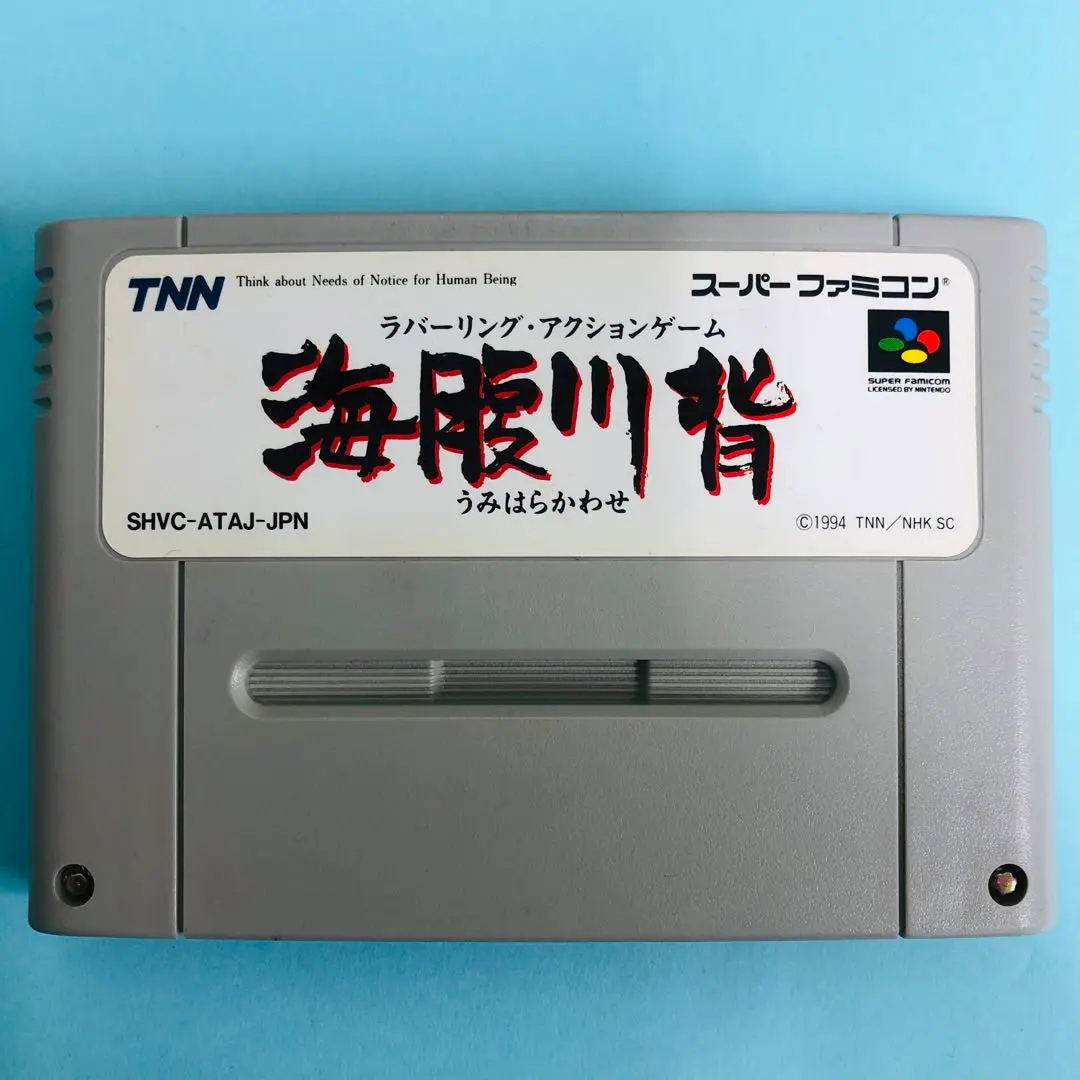 TNN Think about Needs of Notice for Human Being
スーパーファミコン®
SUPER FAMICOM
LICENSED BY NINTENDO
ラバーリング・アクションゲーム
海腹川背
うみはらかわせ
SHVC-ATAJ-JPN
©1994 TNN/NHK SC